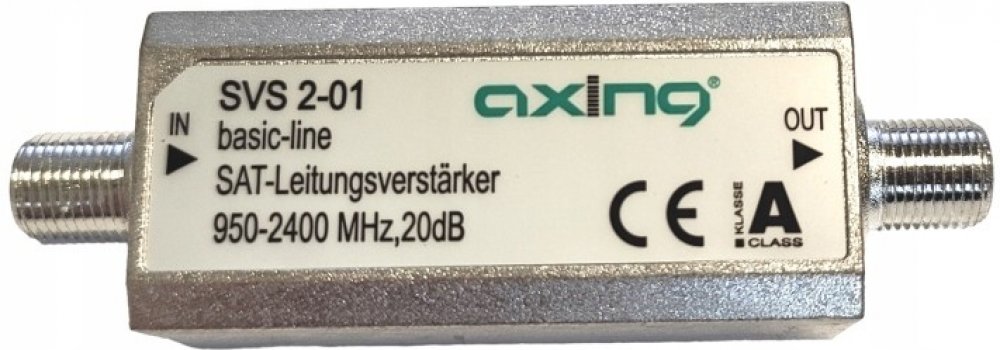 SVS 2-01
basic-line
SAT-Leitungsverstärker
950-2400 MHz,20dB
IN
axing®
OUT
CE
KLASSE
A
CLASS